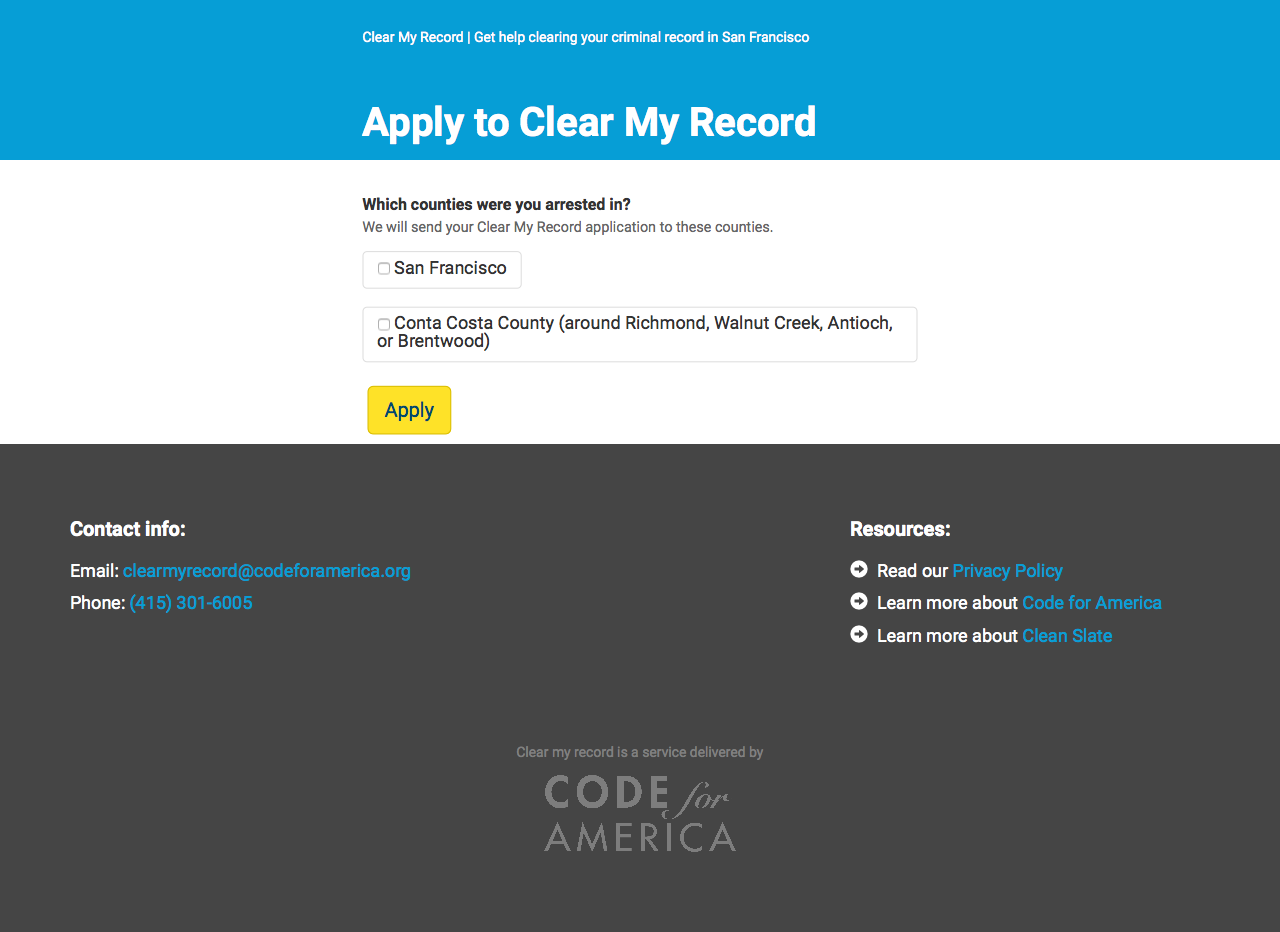 Clear My Record | Get help clearing your criminal record in San Francisco
Apply to Clear My Record
Which counties were you arrested in?
We will send your Clear My Record application to these counties.
San Francisco
Conta Costa County (around Richmond, Walnut Creek, Antioch,
or Brentwood)
Apply
Contact info:
Email: clearmyrecord@codeforamerica.org
Phone: (415) 301-6005
Resources:
Read our Privacy Policy
Learn more about Code for America
Learn more about Clean Slate
Clear my record is a service delivered by
CODE for
AMERICA